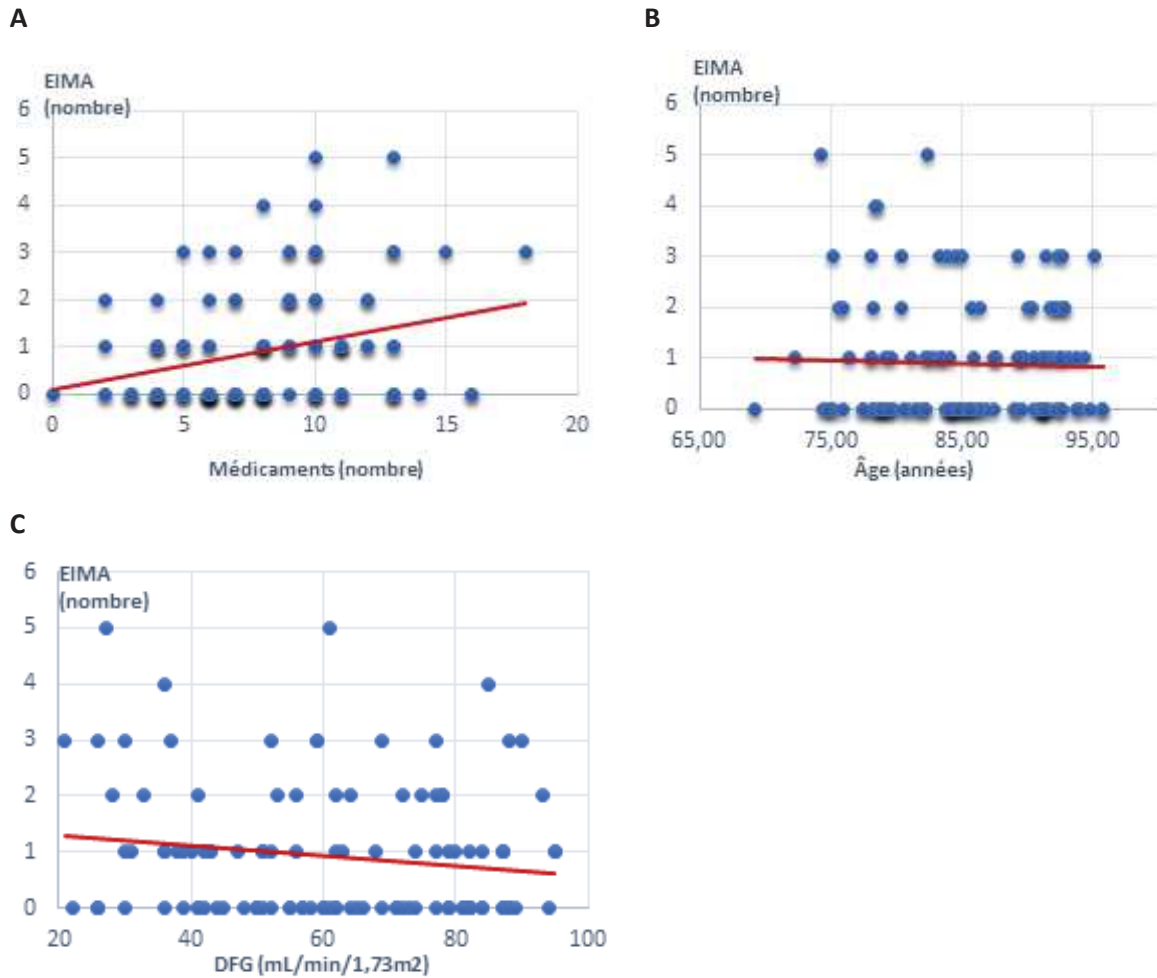 A
EIMA
(nombre)
6
5
4
3
2
1
0
0
5
10
15
20
Médicaments (nombre)
B
EIMA
(nombre)
6
5
4
3
2
1
0
65,00
75,00
85,00
95,00
Âge (années)
C
EIMA
(nombre)
6
5
4
3
2
1
0
20
40
60
80
100
DFG (mL/min/1,73m2)